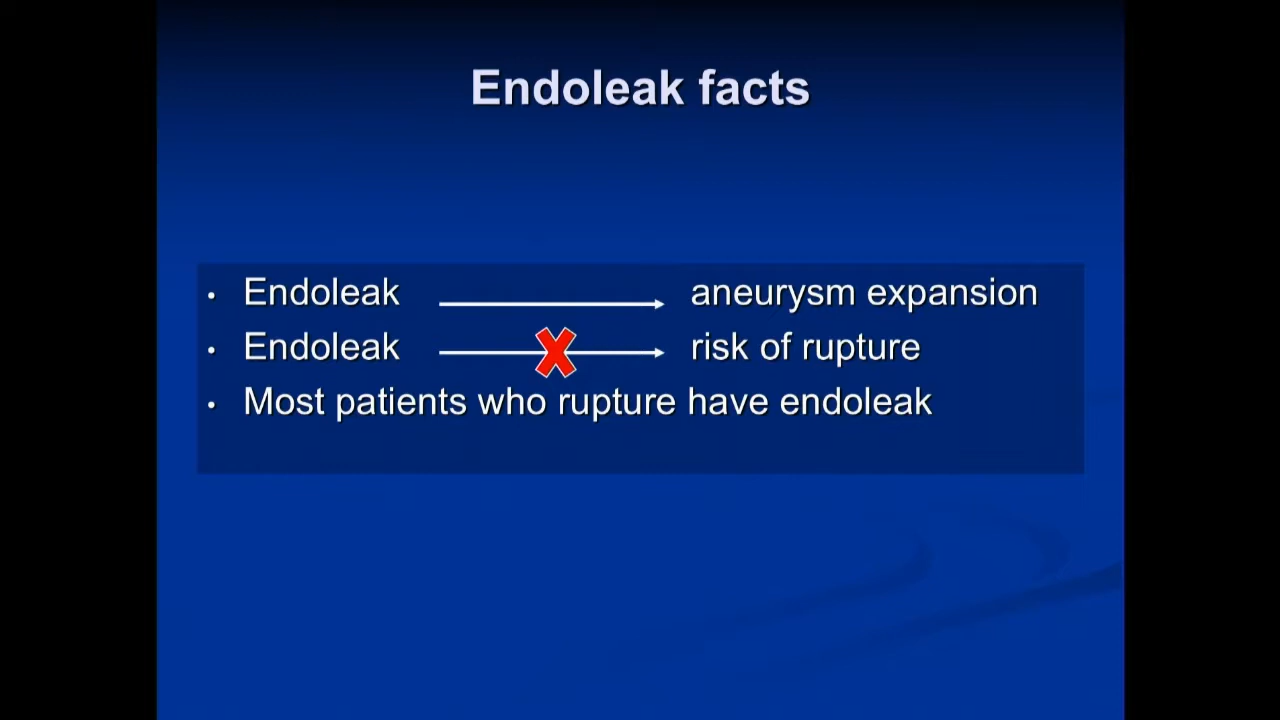 Endoleak facts
• Endoleak aneurysm expansion
• Endoleak risk of rupture
• Most patients who rupture have endoleak